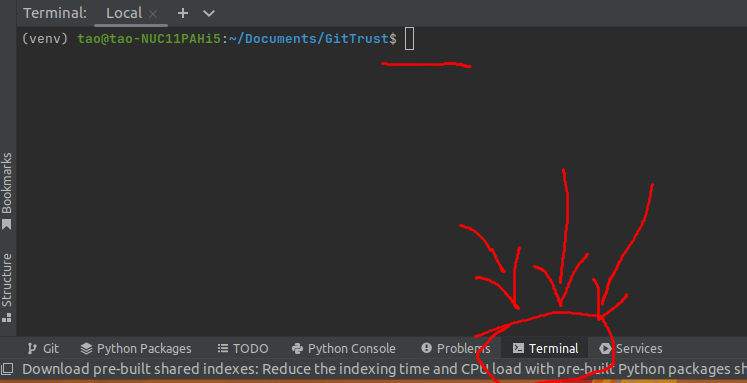 Terminal: Local × + 
(venv) tao@tao-NUC11PAHi5:~/Documents/GitTrust$
Bookmarks
Structure
Git Python Packages TODO Python Console Problems Terminal Services
Download pre-built shared indexes: Reduce the indexing time and CPU load with pre-built Python packages sh